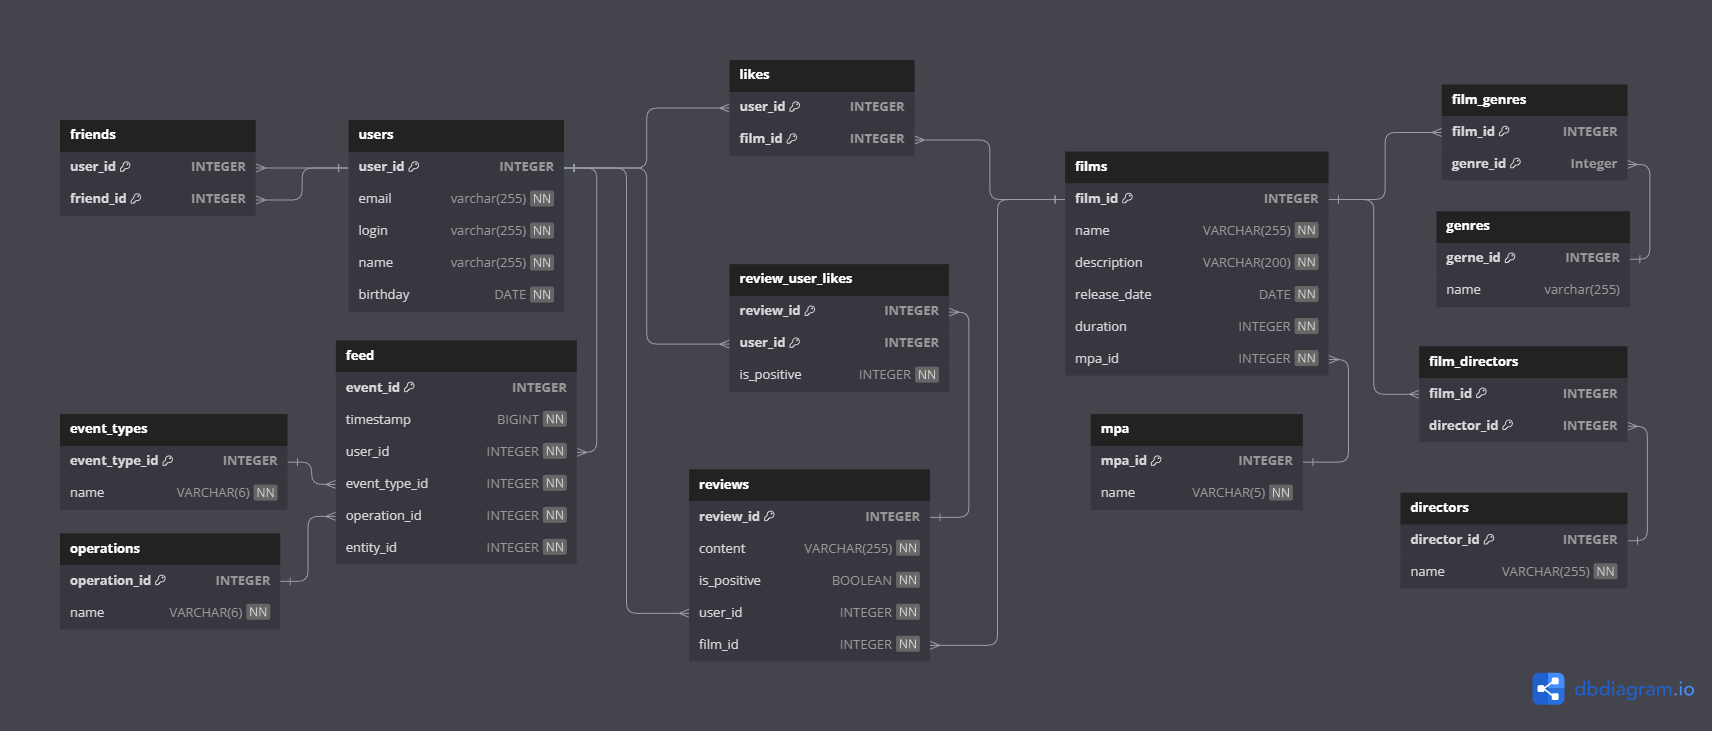 friends
user_id INTEGER
friend_id INTEGER
users
user_id INTEGER
email varchar(255) NN
login varchar(255) NN
name varchar(255) NN
birthday DATE NN
feed
event_id INTEGER
timestamp BIGINT NN
user_id INTEGER NN
event_type_id INTEGER NN
operation_id INTEGER NN
entity_id INTEGER NN
event_types
event_type_id INTEGER
name VARCHAR(6) NN
operations
operation_id INTEGER
name VARCHAR(6) NN
likes
user_id INTEGER
film_id INTEGER
review_user_likes
review_id INTEGER
user_id INTEGER
is_positive INTEGER NN
reviews
review_id INTEGER
content VARCHAR(255) NN
is_positive BOOLEAN NN
user_id INTEGER NN
film_id INTEGER NN
films
film_id INTEGER
name VARCHAR(255) NN
description VARCHAR(200) NN
release_date DATE NN
duration INTEGER NN
mpa_id INTEGER NN
mpa
mpa_id INTEGER
name VARCHAR(5) NN
film_genres
film_id INTEGER
genre_id Integer
genres
gerne_id INTEGER
name varchar(255)
film_directors
film_id INTEGER
director_id INTEGER
directors
director_id INTEGER
name VARCHAR(255) NN
dbdiagram.io